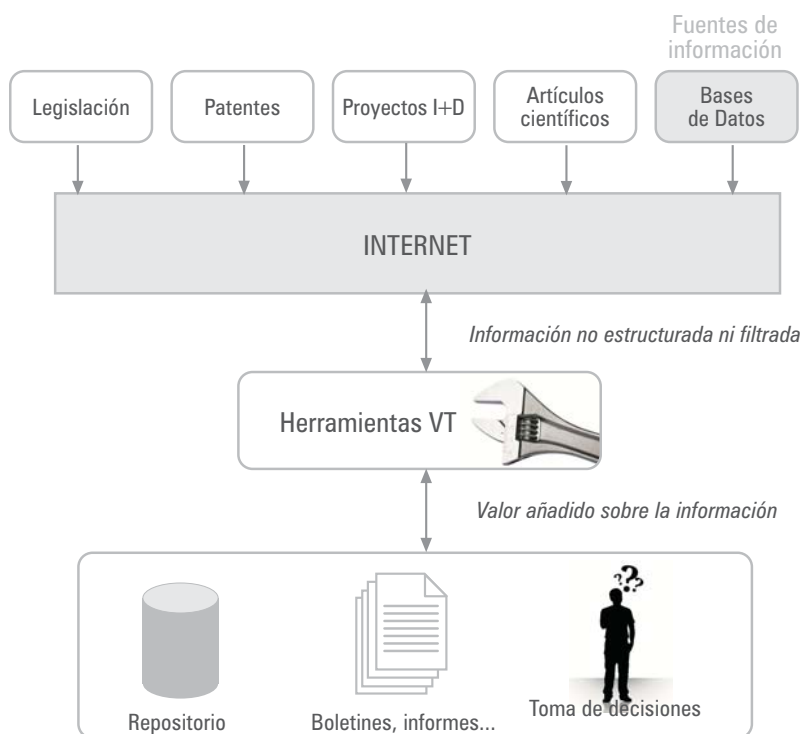 Fuentes de
información
Legislación
Patentes
Proyectos I+D
Artículos
científicos
Bases
de Datos
INTERNET
Información no estructurada ni filtrada
Herramientas VT
Valor añadido sobre la información
???
Repositorio
Boletines, informes...
Toma de decisiones